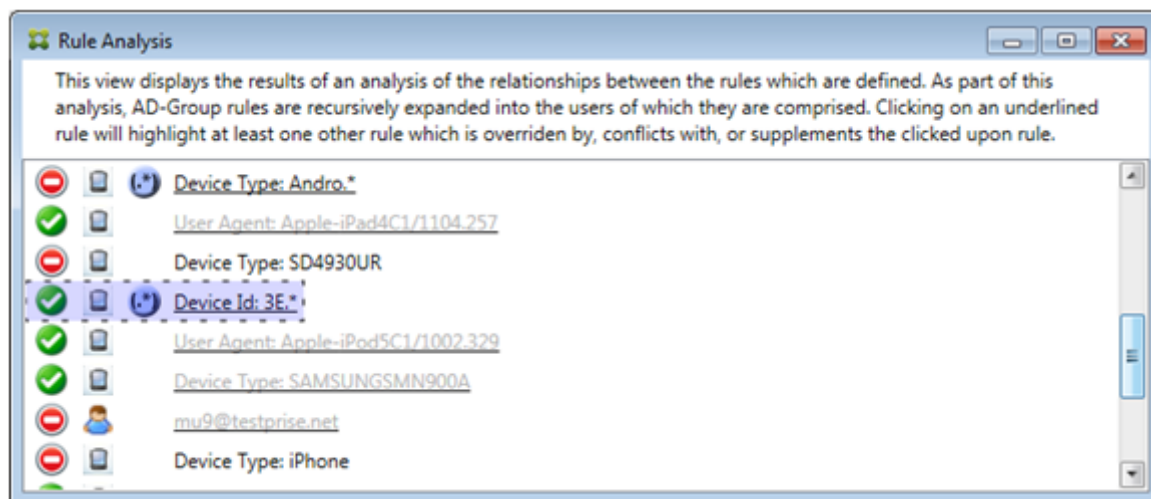 Rule Analysis
This view displays the results of an analysis of the relationships between the rules which are defined. As part of this
analysis, AD-Group rules are recursively expanded into the users of which they are comprised. Clicking on an underlined
rule will highlight at least one other rule which is overriden by, conflicts with, or supplements the clicked upon rule.
(.*) Device Type: Andro.*
User Agent: Apple-iPad4C1/1104.257
Device Type: SD4930UR
(.*) Device Id: 3E.*
User Agent: Apple-iPod5C1/1002.329
Device Type: SAMSUNGSMN900A
mu9@testprise.net
Device Type: iPhone